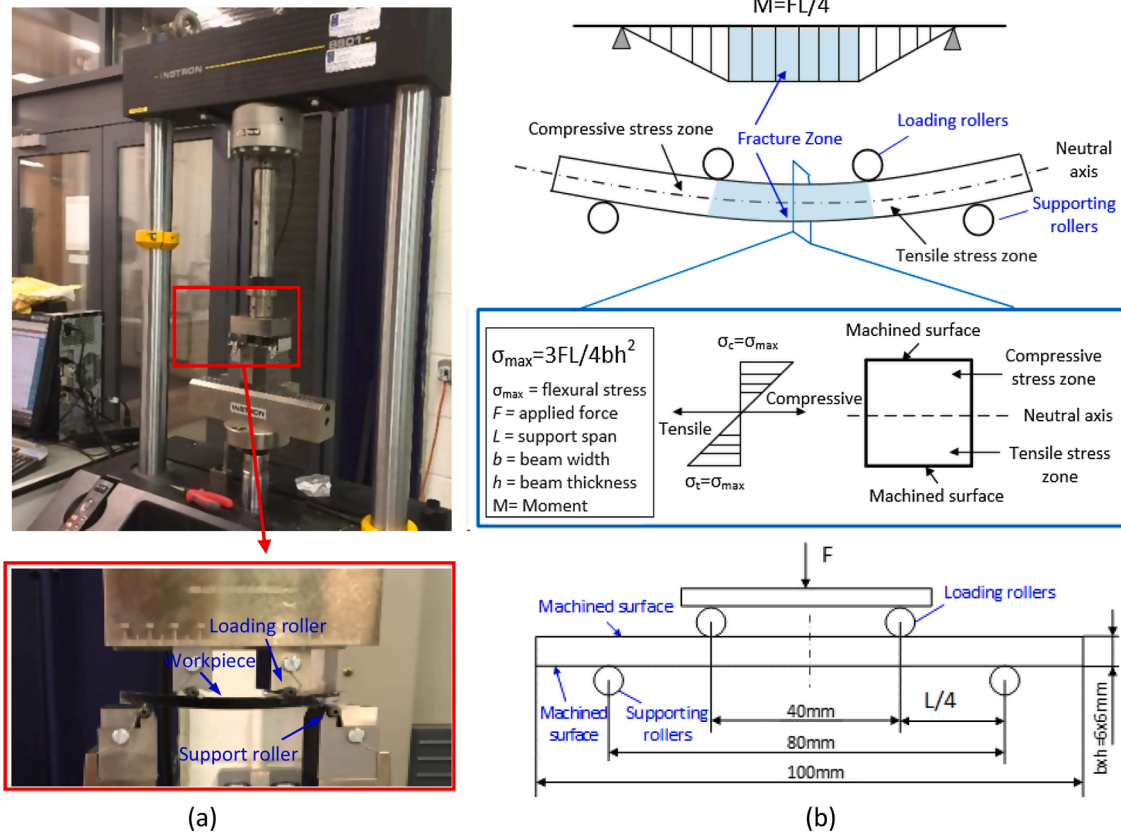 INSTRON
8801
INSTRON
Loading roller
Workpiece
Support roller
(a)
M=FL/4
Compressive stress zone
Fracture Zone
Loading rollers
Neutral
axis
Supporting
rollers
Tensile stress zone
σmax=3FL/4bh²
σmax = flexural stress
F = applied force
L = support span
b = beam width
h = beam thickness
M= Moment
σc=σmax
Compressive
Tensile
σt=σmax
Machined surface
Compressive
stress zone
Neutral axis
Tensile stress
zone
Machined surface
F
Machined surface
Loading rollers
Machined
surface
Supporting
rollers
40mm
L/4
80mm
100mm
bxh =6x6mm
(b)